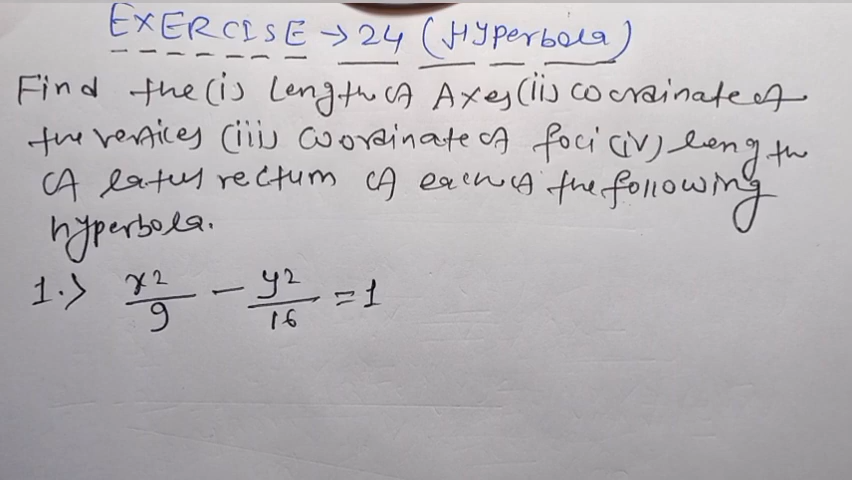 EXERCISE → 24 (Hyperbola)
Find the (i) length of Axes (ii) coordinate of
the vertices (iii) coordinate of foci (iv) length
of latus rectum of each of the following
hyperbola.
1.> x²/9 - y²/16 = 1